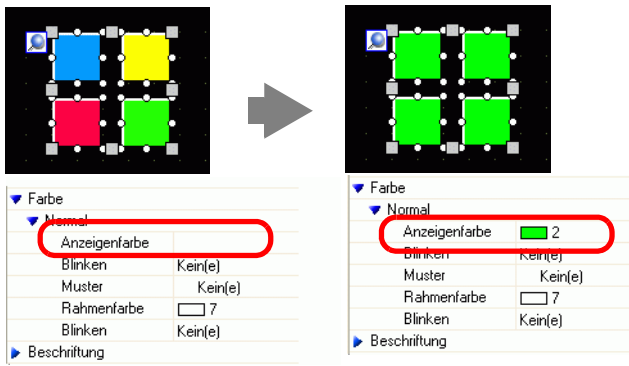 Farbe
Normal
Anzeigenfarbe
Blinken Kein(e)
Muster Kein(e)
Rahmenfarbe 7
Blinken Kein(e)
Beschriftung
Farbe
Normal
Anzeigenfarbe 2
Blinken Kein(e)
Muster Kein(e)
Rahmenfarbe 7
Blinken Kein(e)
Beschriftung